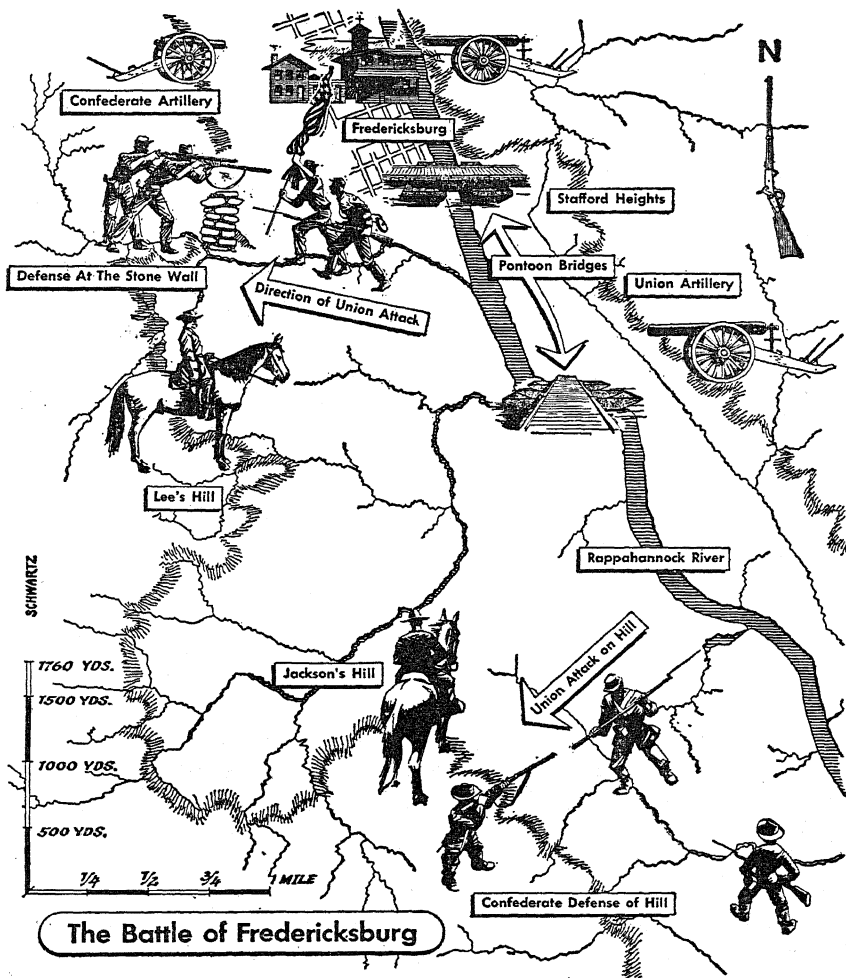 N
Confederate Artillery
Fredericksburg
Stafford Heights
Defense At The Stone Wall
Pontoon Bridges
Union Artillery
Direction of Union Attack
Lee's Hill
Rappahannock River
SCHWARTZ
Union Attack on Hill
Jackson's Hill
1760 YDS.
1500 YDS.
1000 YDS.
500 YDS.
1/4 1/2 3/4 1 MILE
Confederate Defense of Hill
The Battle of Fredericksburg